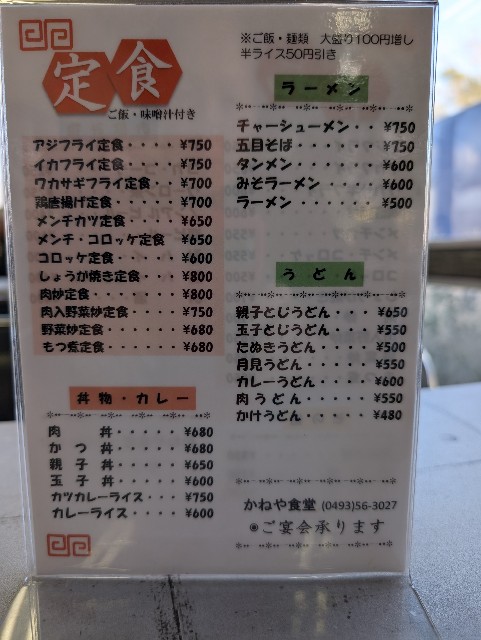 定食
ご飯・味噌汁付き
アジフライ定食・・・・¥750
イカフライ定食・・・・¥750
ワカサギフライ定食・・・¥700
鶏唐揚げ定食・・・・・¥700
メンチカツ定食・・・・¥650
メンチ・コロッケ定食 ¥650
コロッケ定食・・・・・¥600
しょうが焼き定食・・・¥800
肉炒定食・・・・・・・¥800
肉入野菜炒定食・・・・¥750
野菜炒定食・・・・・・¥680
もつ煮定食・・・・・・¥680
丼物・カレー
肉丼・・・・・¥680
かつ丼・・・・・¥680
親子丼・・・・・¥650
玉子丼・・・・・¥600
カツカレーライス・・・・¥750
カレーライス・・・・・¥600
※ご飯・麺類 大盛り100円増し
半ライス50円引き
ラーメン
チャーシューメン・・¥750
五目そば・・・・・¥750
タンメン・・・・・¥600
みそラーメン・・・・¥600
ラーメン・・・・・・¥500
うどん
親子とじうどん・・・¥650
玉子とじうどん・・・¥550
たぬきうどん・・・・¥500
月見うどん・・・・・¥550
カレーうどん・・・・¥600
肉うどん・・・・・¥550
かけうどん・・・・・¥480
かねや食堂 (0493)56-3027
◉ご宴会承ります